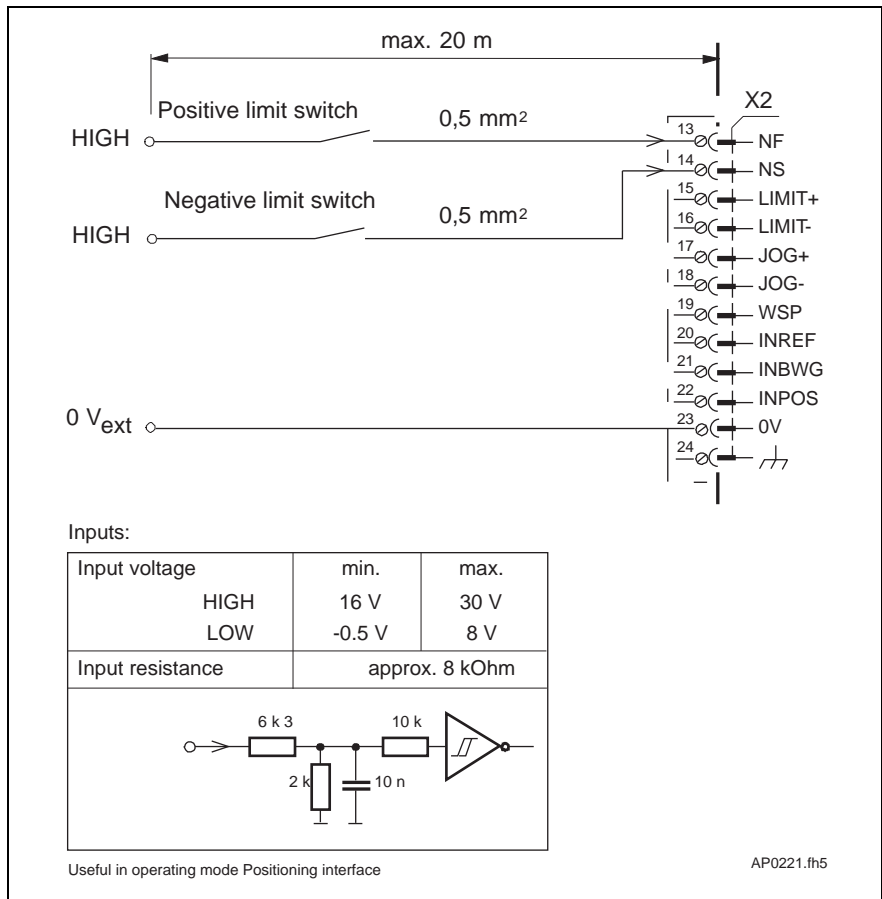 max. 20 m
X2
Positive limit switch
0,5 mm2
HIGH
13 NF
14 NS
Negative limit switch
15 LIMIT+
0,5 mm2
16 LIMIT-
HIGH
17 JOG+
18 JOG-
19 WSP
20 INREF
21 INBWG
22 INPOS
0 Vext
23 0V
24
Inputs:
Input voltage min. max.
HIGH 16 V 30 V
LOW -0.5 V 8 V
Input resistance approx. 8 kOhm
6 k 3 10 k
2 k 10 n
Useful in operating mode Positioning interface
AP0221.fh5